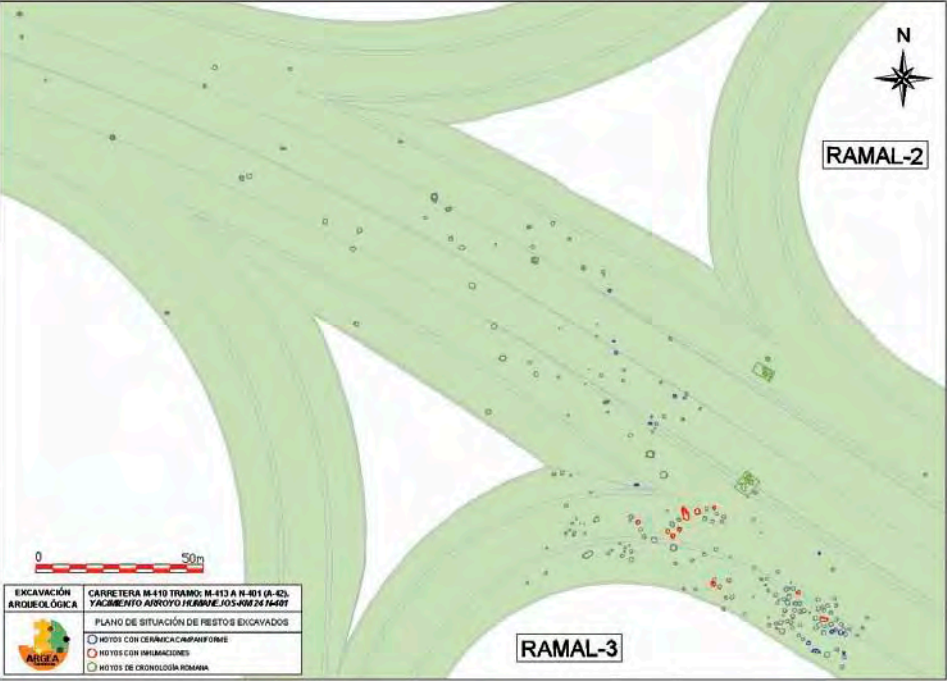 N
RAMAL-2
0 50m
EXCAVACIÓN
ARQUEOLÓGICA
CARRETERA M-410 TRAMO: M-413 A N-401 (A-42).
YACIMIENTO ARROYO HUMANEJOS-KM 24 N-401
PLANO DE SITUACIÓN DE RESTOS EXCAVADOS
HOYOS CON CERÁMICA CAMPANIFORME
HOYOS CON INHUMACIONES
HOYOS DE CRONOLOGÍA ROMANA
ARGEA
RAMAL-3